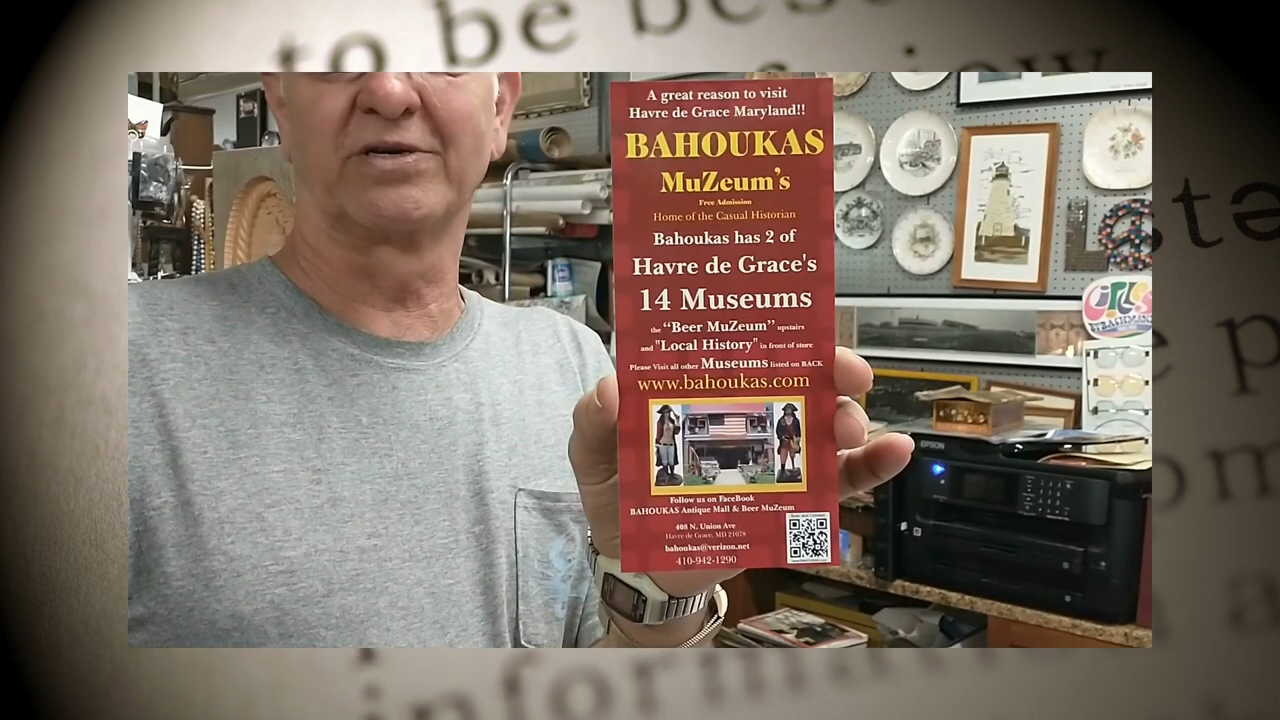 to be best
A great reason to visit
Havre de Grace Maryland!!
BAHOUKAS
MuZeum's
Free Admission
Home of the Casual Historian
Bahoukas has 2 of
Havre de Grace's
14 Museums
the "Beer MuZeum" upstairs
and "Local History" in front of store
Please Visit all other Museums listed on BACK
www.bahoukas.com
Follow us on FaceBook
BAHOUKAS Antique Mall & Beer MuZeum
408 N. Union Ave
Havre de Grace, MD 21078
bahoukas@verizon.net
410-942-1290
EPSON